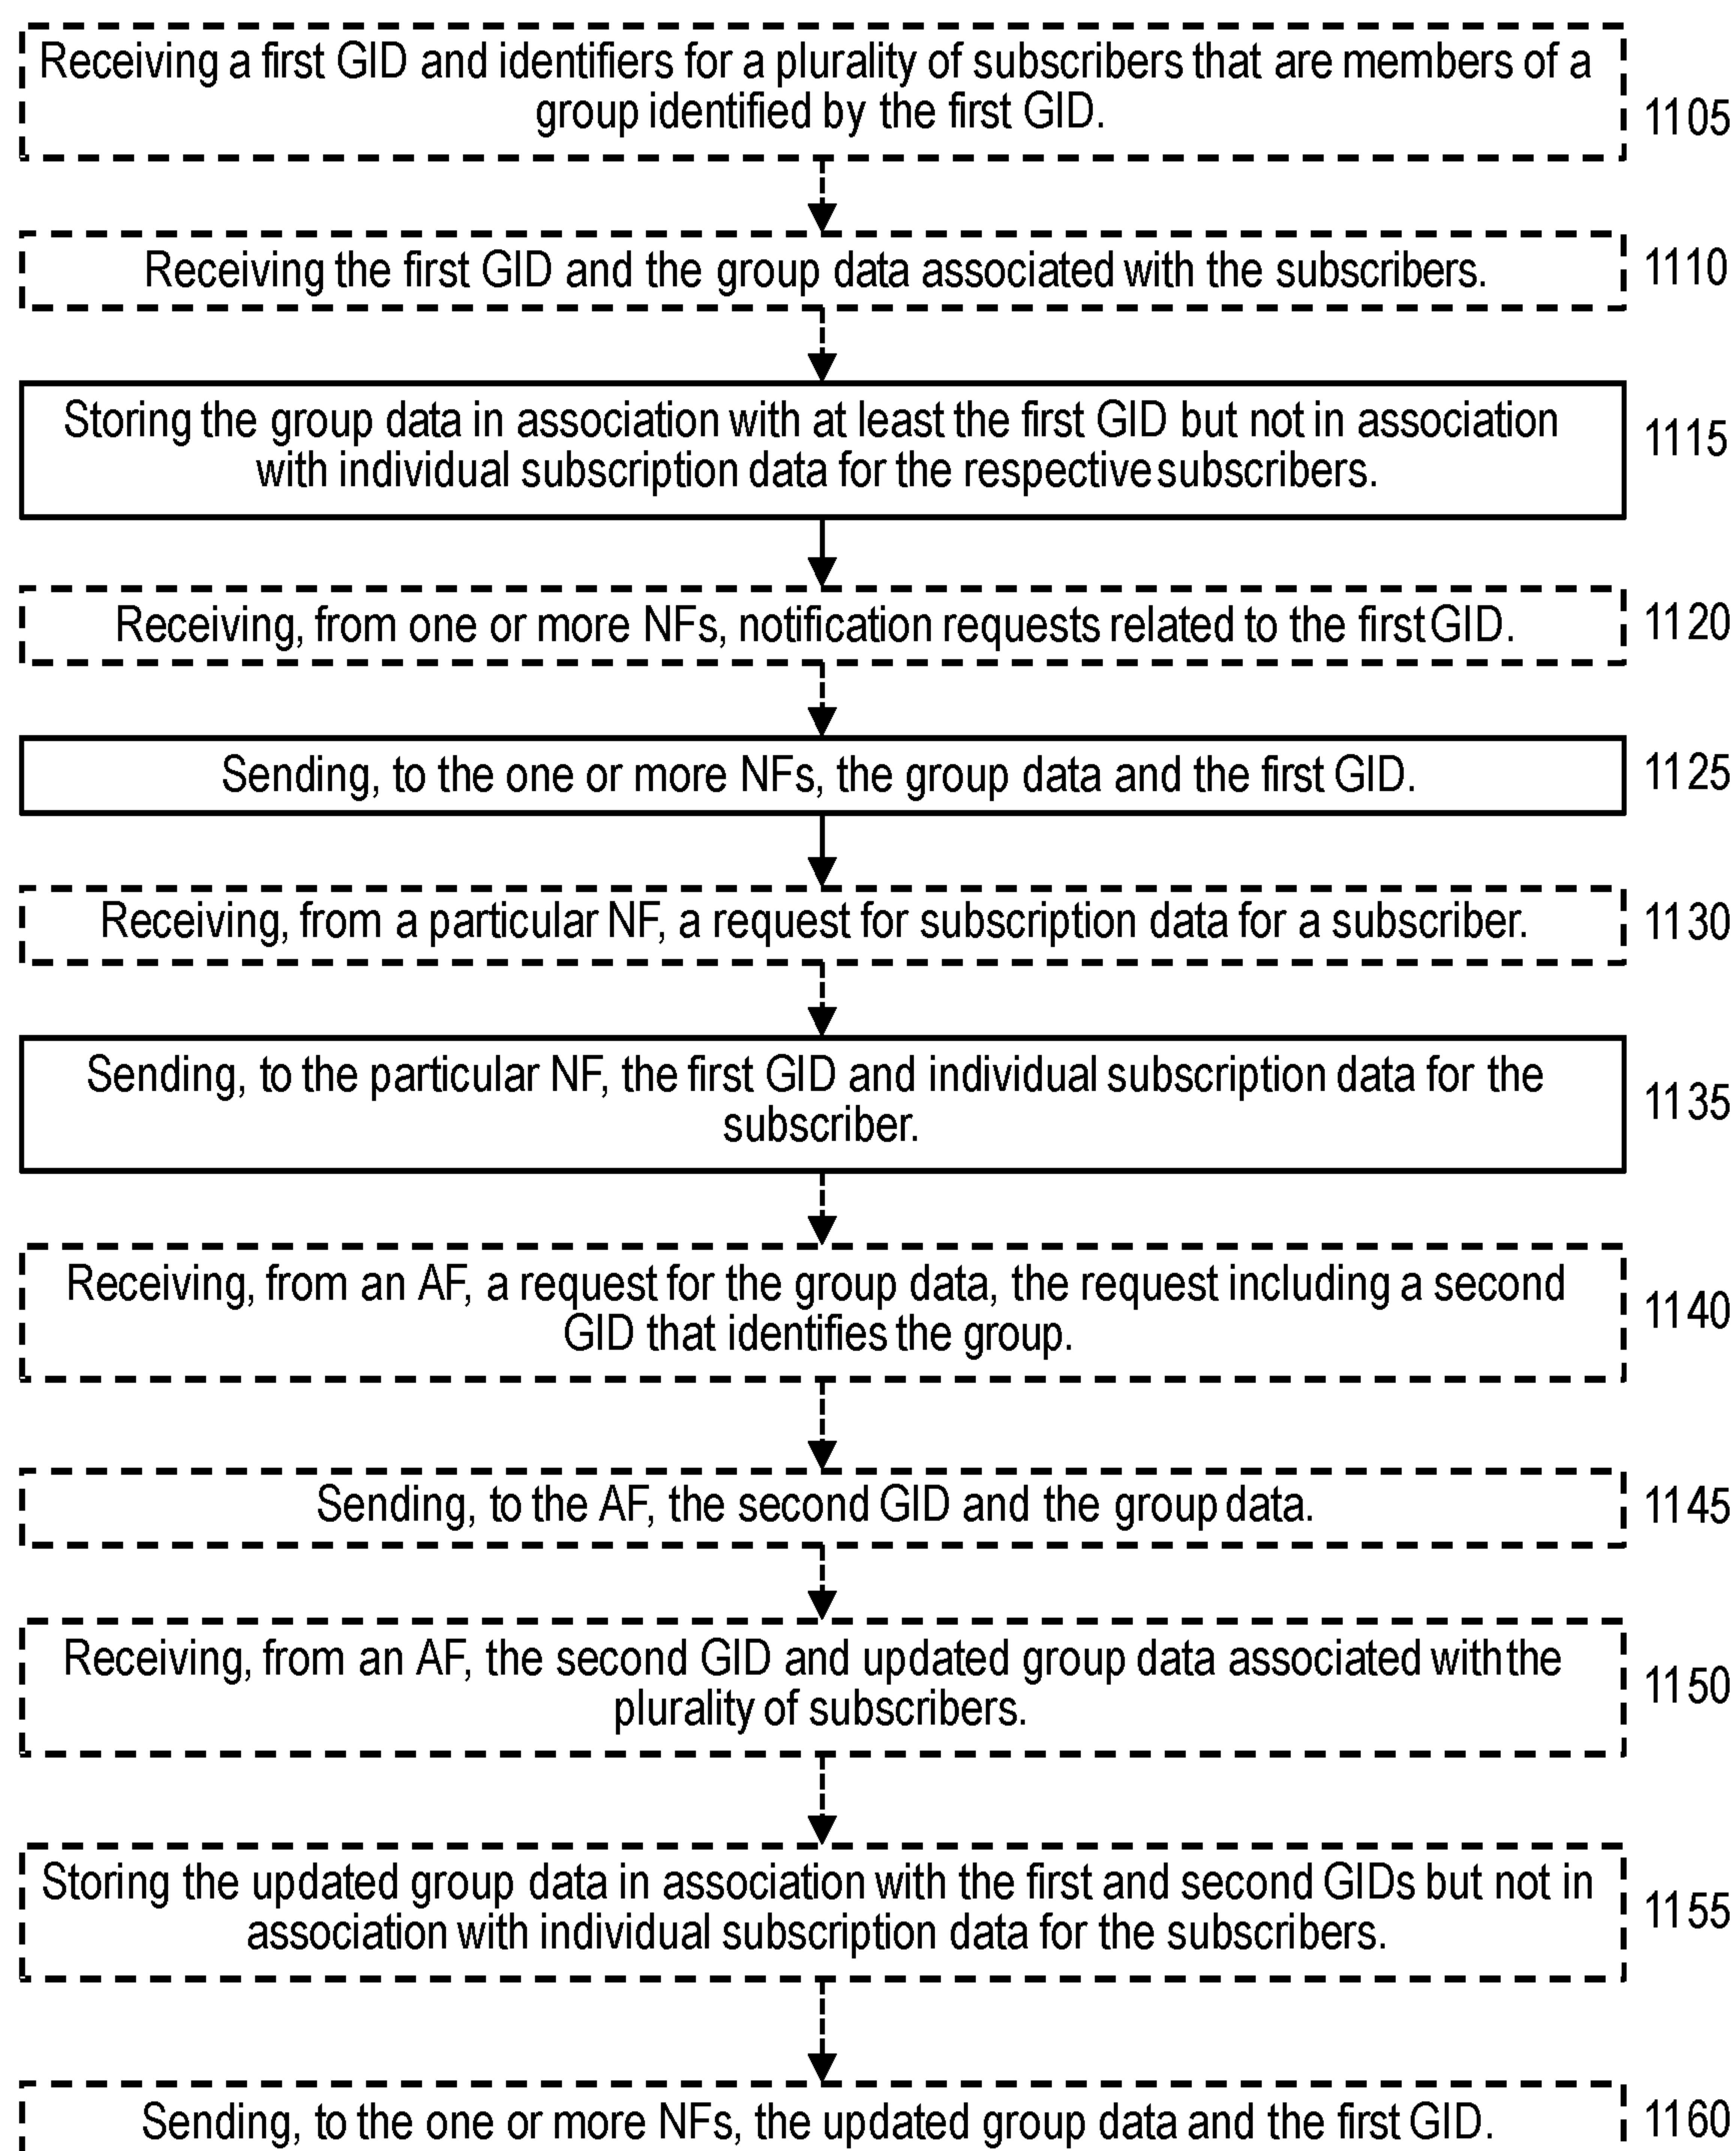 Receiving a first GID and identifiers for a plurality of subscribers that are members of a
group identified by the first GID.
1105
Receiving the first GID and the group data associated with the subscribers.
1110
Storing the group data in association with at least the first GID but not in association
with individual subscription data for the respective subscribers.
1115
Receiving, from one or more NFs, notification requests related to the first GID.
1120
Sending, to the one or more NFs, the group data and the first GID.
1125
Receiving, from a particular NF, a request for subscription data for a subscriber.
1130
Sending, to the particular NF, the first GID and individual subscription data for the
subscriber.
1135
Receiving, from an AF, a request for the group data, the request including a second
GID that identifies the group.
1140
Sending, to the AF, the second GID and the group data.
1145
Receiving, from an AF, the second GID and updated group data associated with the
plurality of subscribers.
1150
Storing the updated group data in association with the first and second GIDs but not in
association with individual subscription data for the subscribers.
1155
Sending, to the one or more NFs, the updated group data and the first GID.
1160